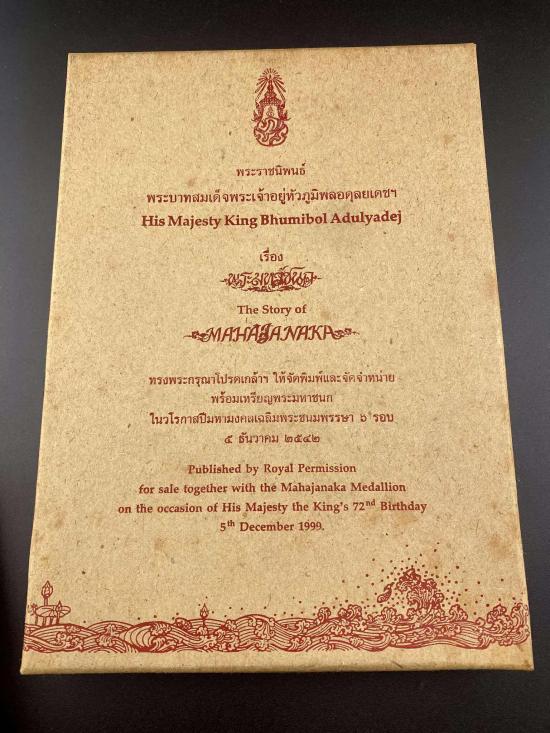 พระราชนิพนธ์
พระบาทสมเด็จพระเจ้าอยู่หัวภูมิพลอดุลยเดชฯ
His Majesty King Bhumibol Adulyadej
เรื่อง
พระมหาชนก
The Story of
MAHAJANAKA
ทรงพระกรุณาโปรดเกล้าฯ ให้จัดพิมพ์และจัดจำหน่าย
พร้อมเหรียญพระมหาชนก
ในวโรกาสปีมหามงคลเฉลิมพระชนมพรรษา ๖ รอบ
๕ ธันวาคม ๒๕๔๒
Published by Royal Permission
for sale together with the Mahajanaka Medallion
on the occasion of His Majesty the King's 72nd Birthday
5th December 1999.